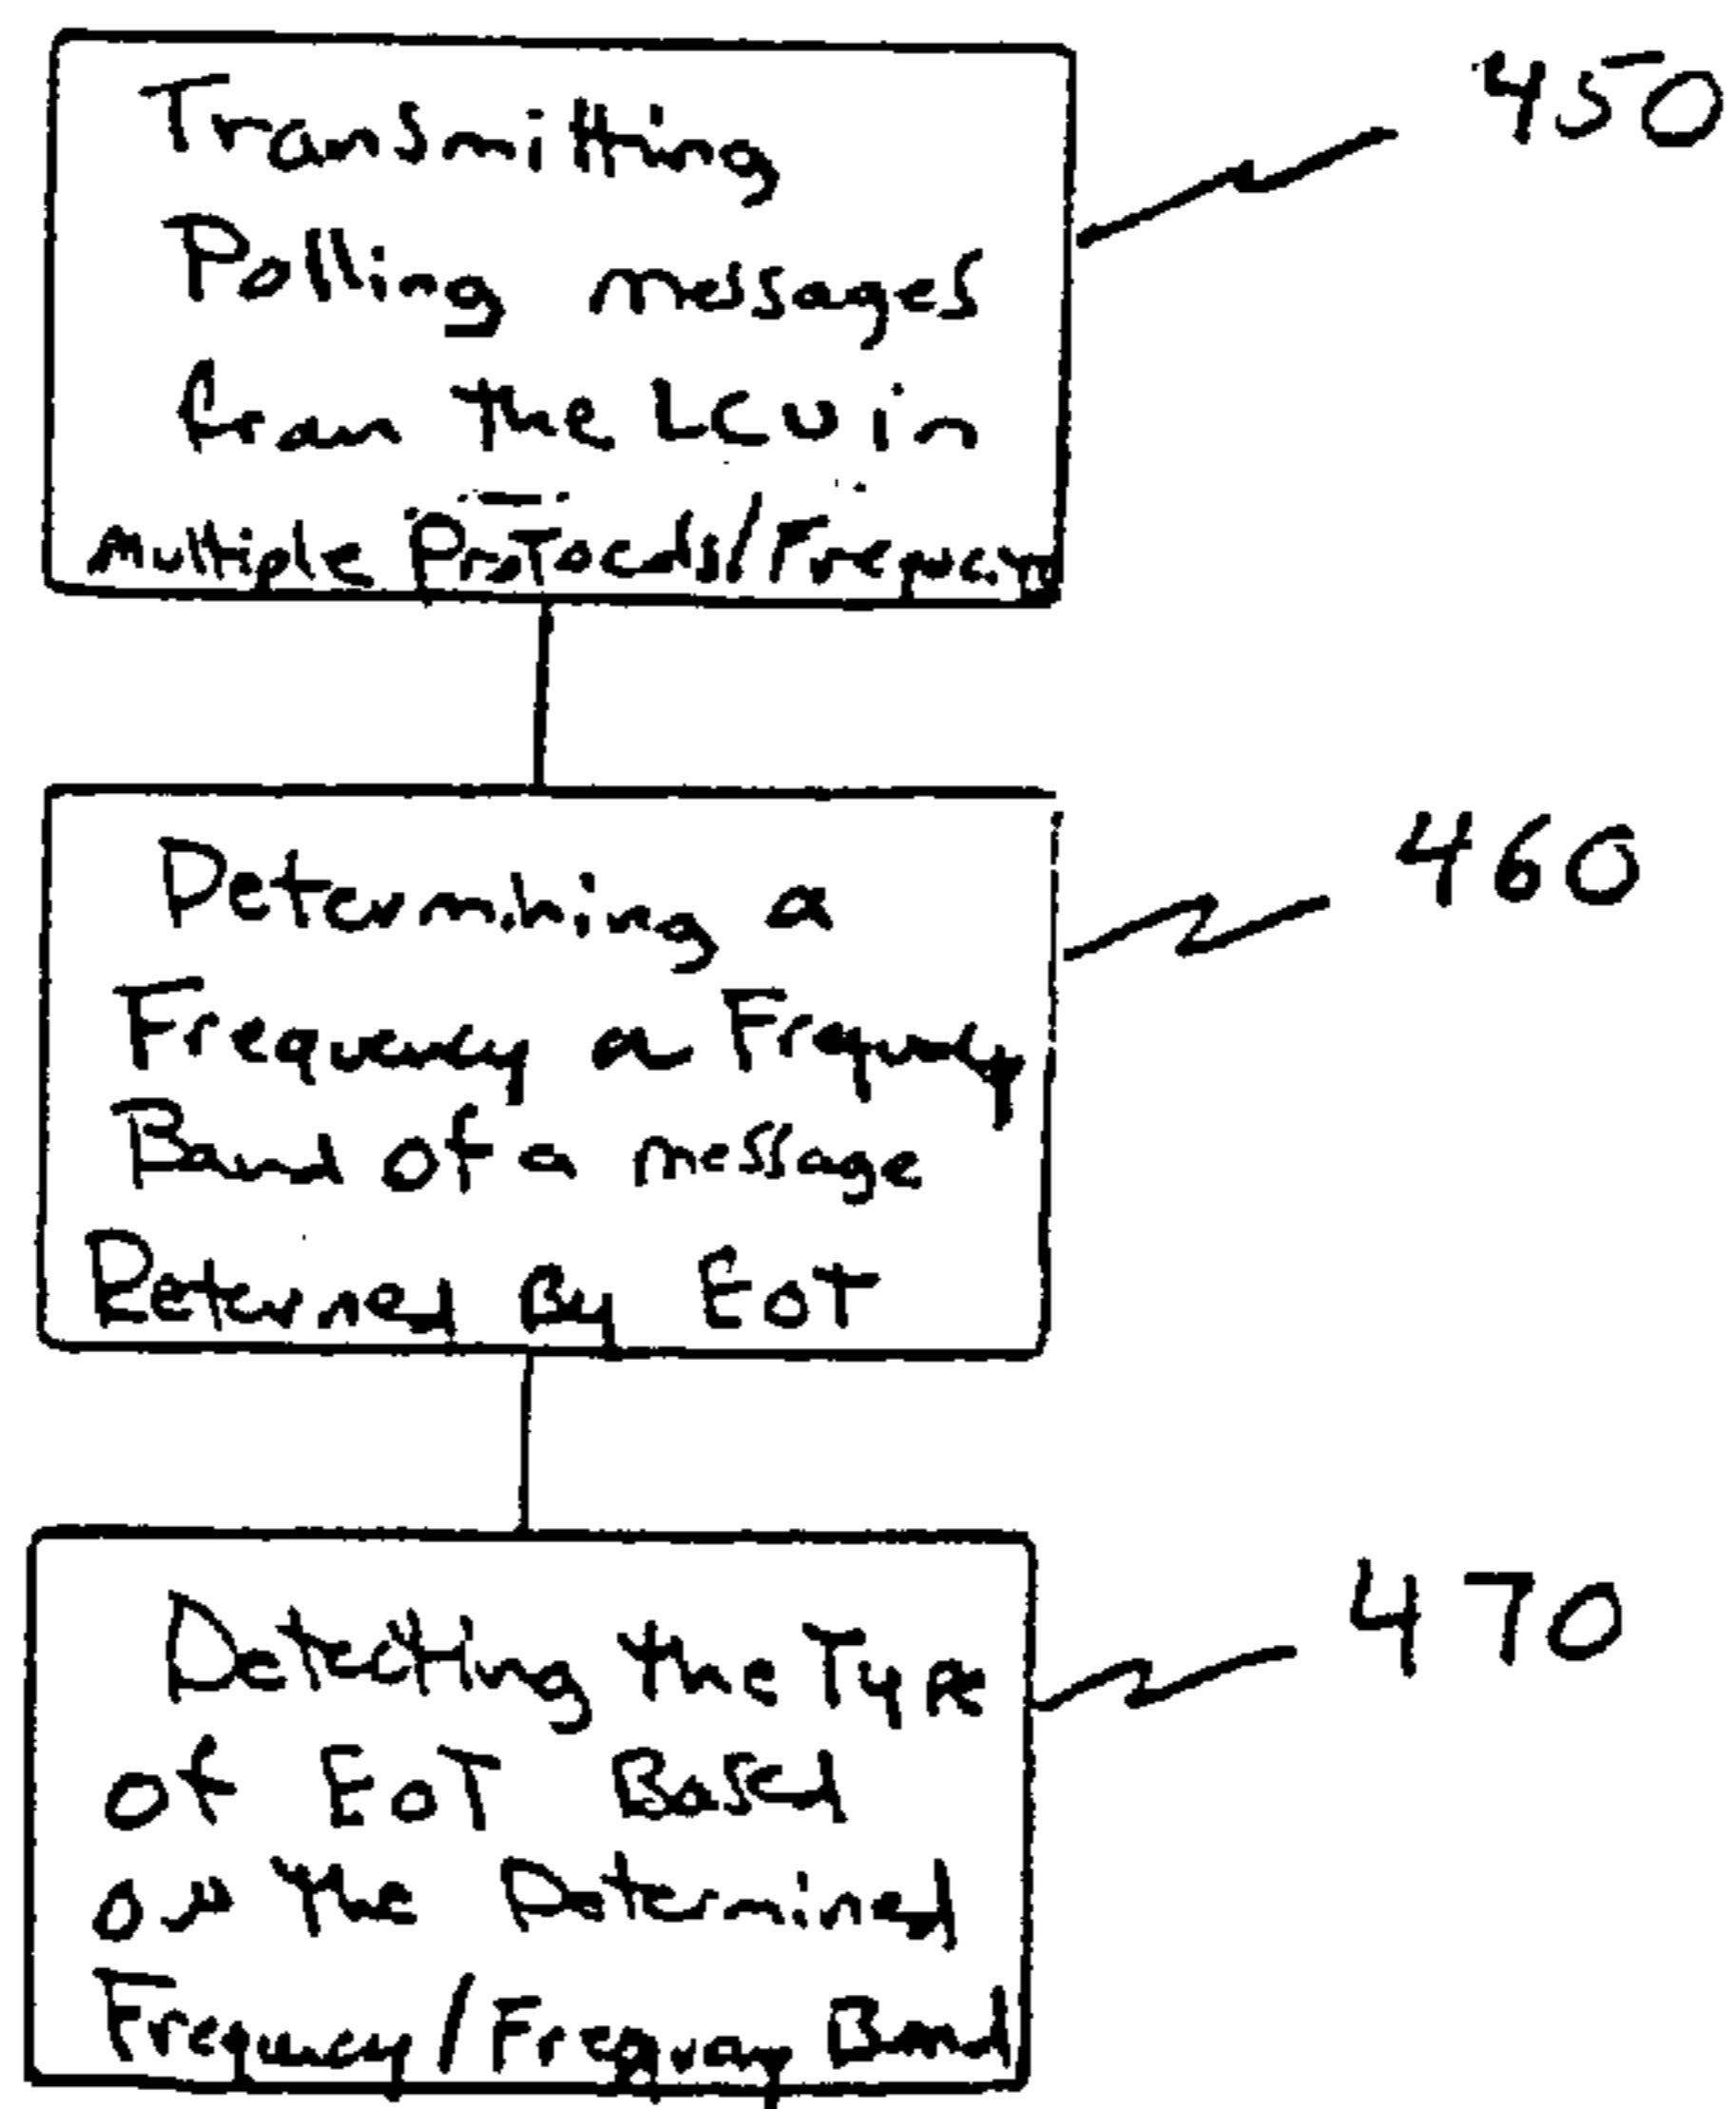 Transmitting
450
Polling messages
from the LCU in
Multiple Protocols/Frequency
Determining a
460
Frequency a Frequency
Band of a message
Returned By EOT
Detecting the Type
470
of EOT Based
on the Determined
Frequency/Frequency Band